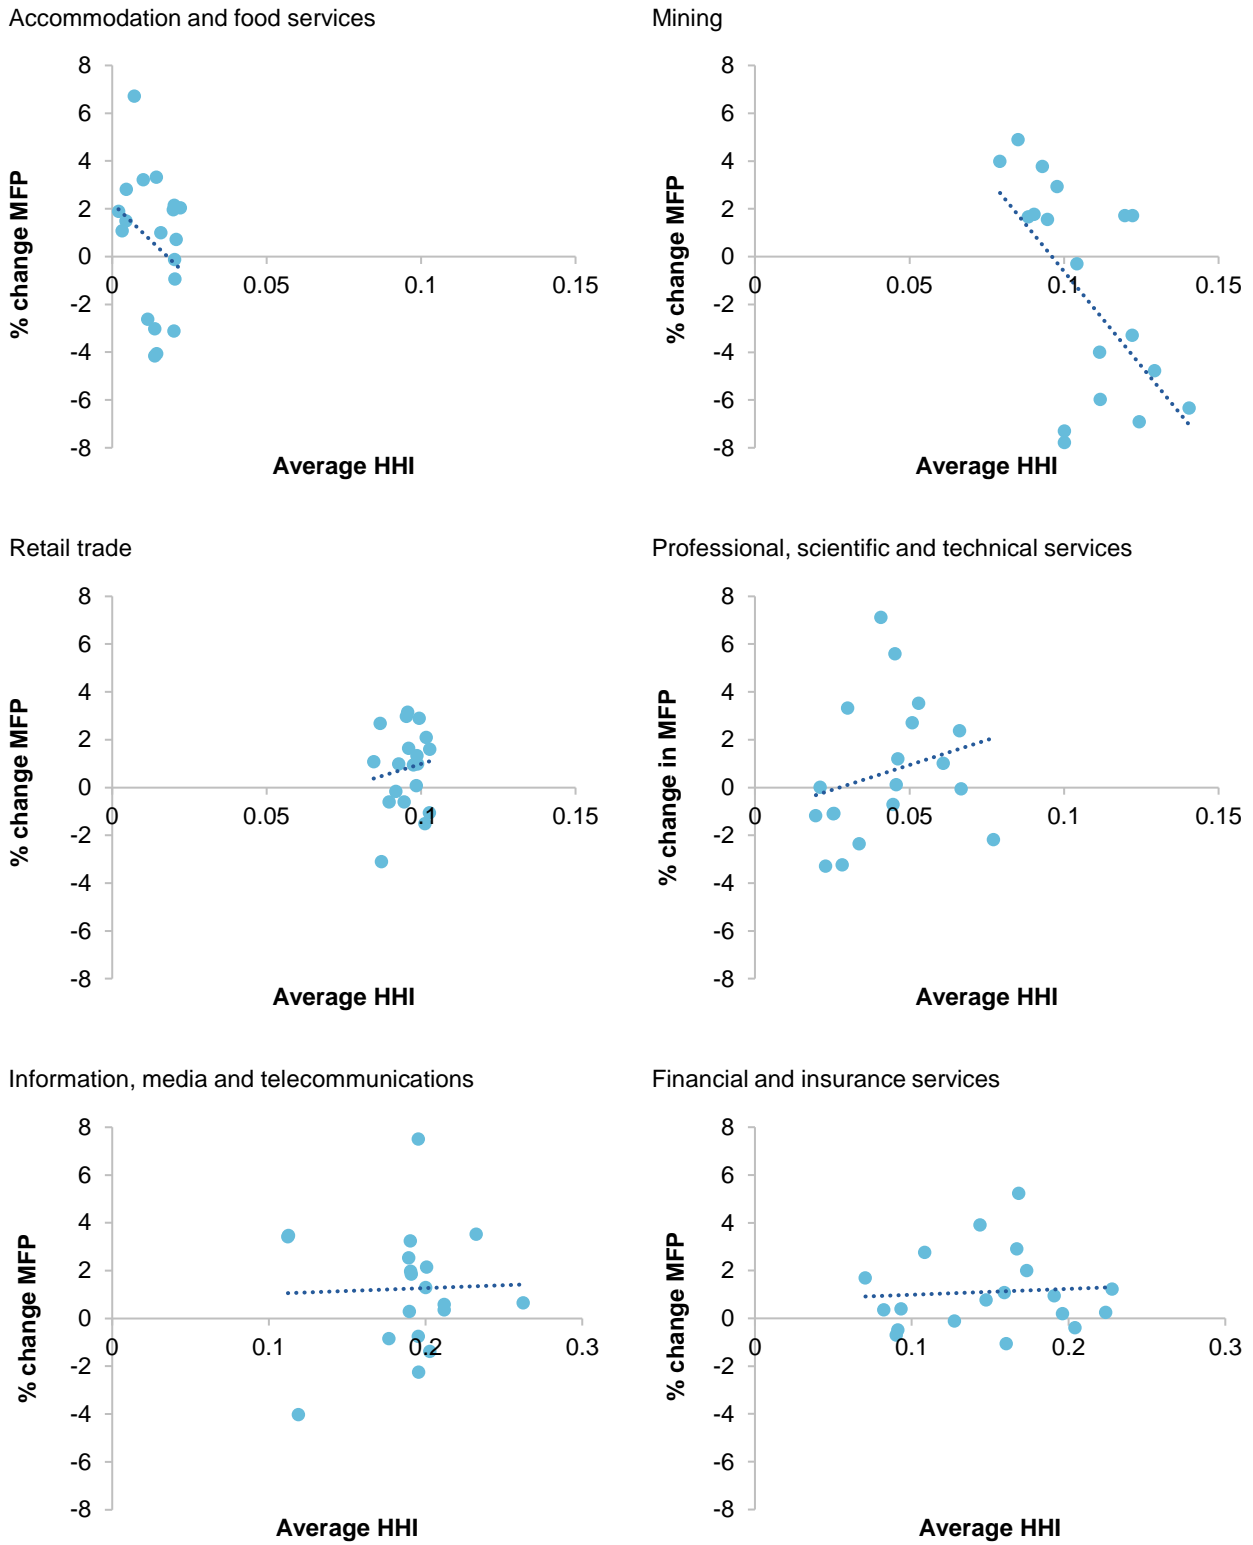 Accommodation and food services
8
6
4
2
0
-2
-4
-6
-8
0 0.05 0.1 0.15
% change MFP
Average HHI
Mining
8
6
4
2
0
-2
-4
-6
-8
0 0.05 0.1 0.15
% change MFP
Average HHI
Retail trade
8
6
4
2
0
-2
-4
-6
-8
0 0.05 0.1 0.15
% change MFP
Average HHI
Professional, scientific and technical services
8
6
4
2
0
-2
-4
-6
-8
0 0.05 0.1 0.15
% change in MFP
Average HHI
Information, media and telecommunications
8
6
4
2
0
-2
-4
-6
-8
0 0.1 0.2 0.3
% change MFP
Average HHI
Financial and insurance services
8
6
4
2
0
-2
-4
-6
-8
0 0.1 0.2 0.3
% change MFP
Average HHI